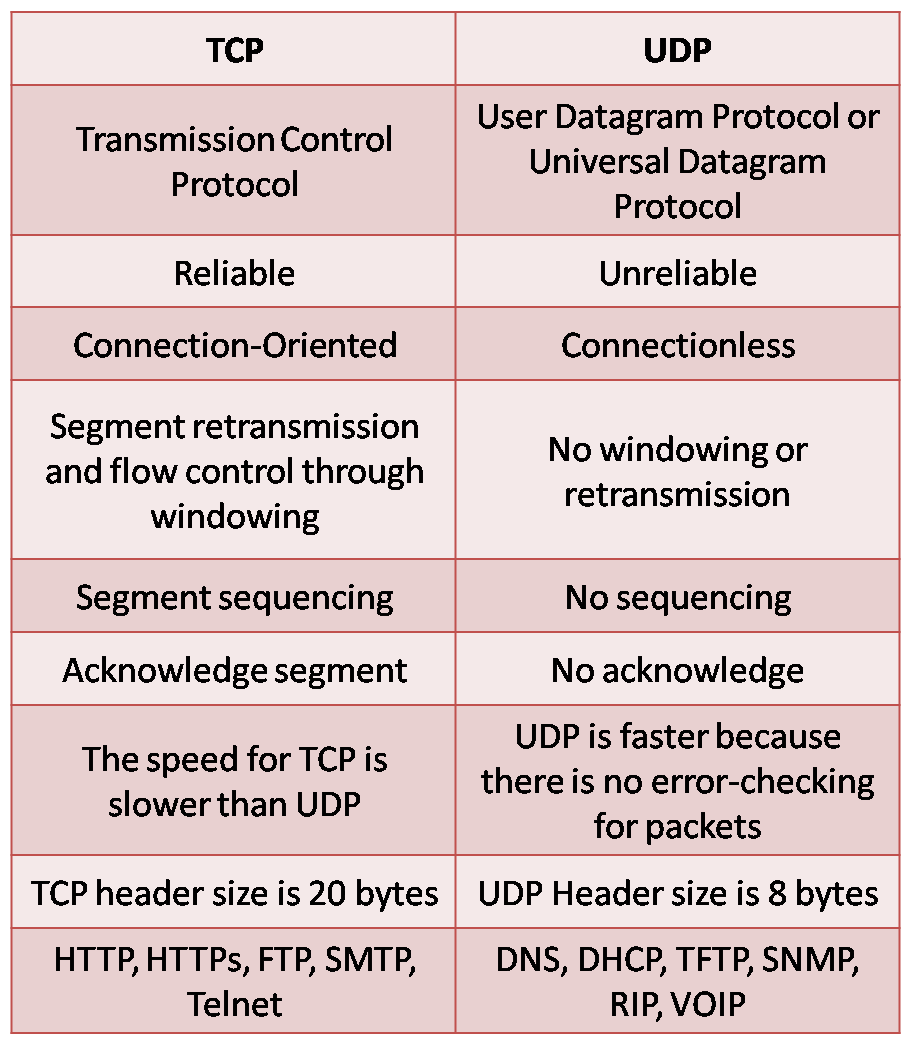 TCP
UDP
Transmission Control
Protocol
User Datagram Protocol or
Universal Datagram
Protocol
Reliable
Unreliable
Connection-Oriented
Connectionless
Segment retransmission
and flow control through
windowing
No windowing or
retransmission
Segment sequencing
No sequencing
Acknowledge segment
No acknowledge
The speed for TCP is
slower than UDP
UDP is faster because
there is no error-checking
for packets
TCP header size is 20 bytes
UDP Header size is 8 bytes
HTTP, HTTPs, FTP, SMTP,
Telnet
DNS, DHCP, TFTP, SNMP,
RIP, VOIP